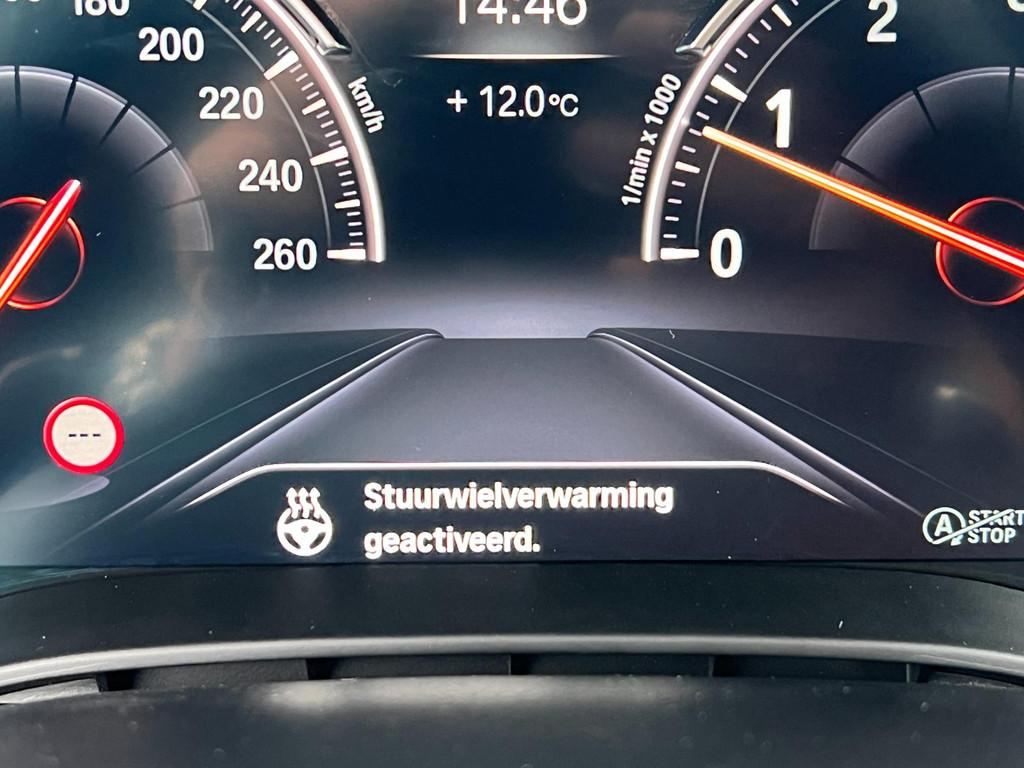 14:46
+ 12.0°C
180
200
220
240
260
km/h
1/min x 1000
2
1
0
---
Stuurwielverwarming
geactiveerd.
A START
STOP